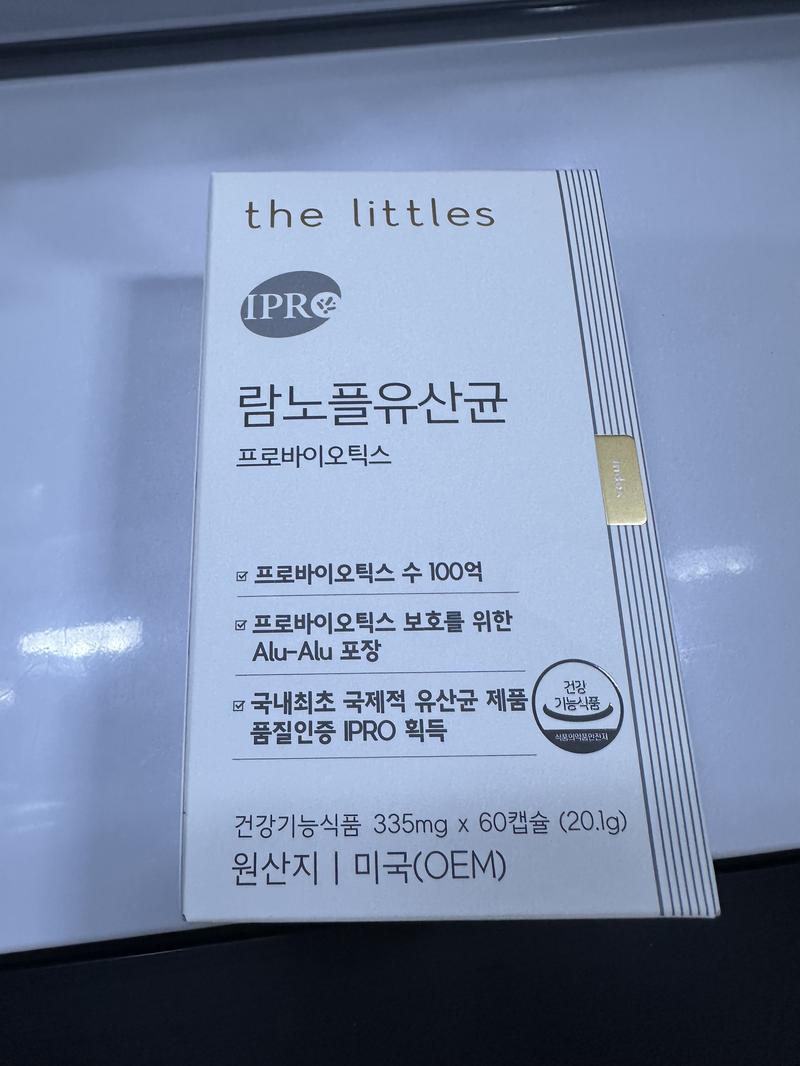 the littles
IPRO
람노플유산균
프로바이오틱스
index
프로바이오틱스 수 100억
프로바이오틱스 보호를 위한
Alu-Alu 포장
국내최초 국제적 유산균 제품
품질인증 IPRO 획득
건강
기능식품
식품의약품안전처
건강기능식품 335mg x 60캡슐 (20.1g)
원산지 | 미국(OEM)